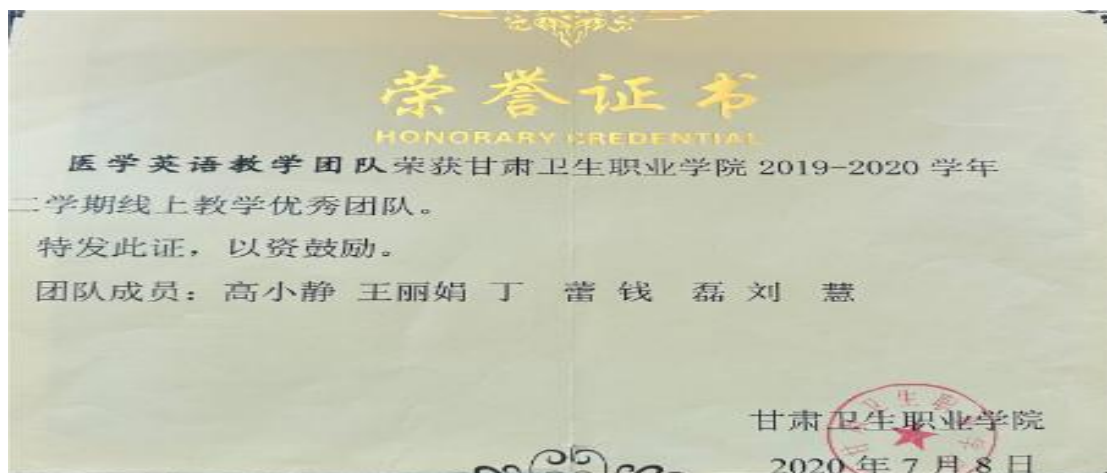 荣誉证书
HONORARY CREDENTIAL
医学英语教学团队荣获甘肃卫生职业学院 2019-2020 学年
二学期线上教学优秀团队。
特发此证，以资鼓励。
团队成员：高小静 王丽娟 丁 蕾 钱 磊 刘 慧
甘肃卫生职业学院
2020 年 7 月 8 日